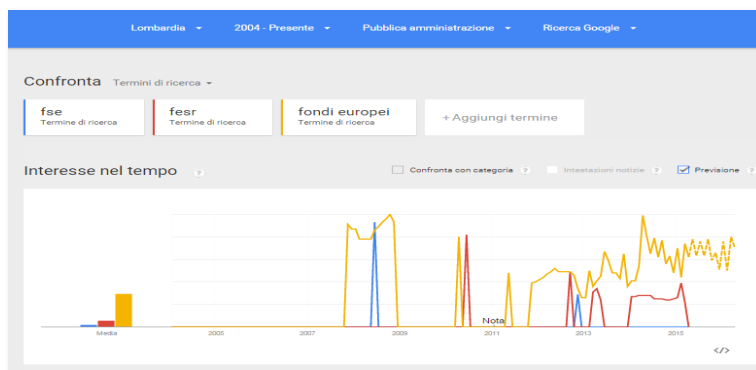 Lombardia 2004 - Presente Pubblica amministrazione Ricerca Google
Confronta Termini di ricerca
fse fesr fondi europei +Aggiungi termine
Termine di ricerca Termine di ricerca Termine di ricerca
Interesse nel tempo ? Confronta con categoria ? Intestazioni notizie ? Previsione ?
Nota
Media 2005 2007 2009 2011 2013 2015
</>